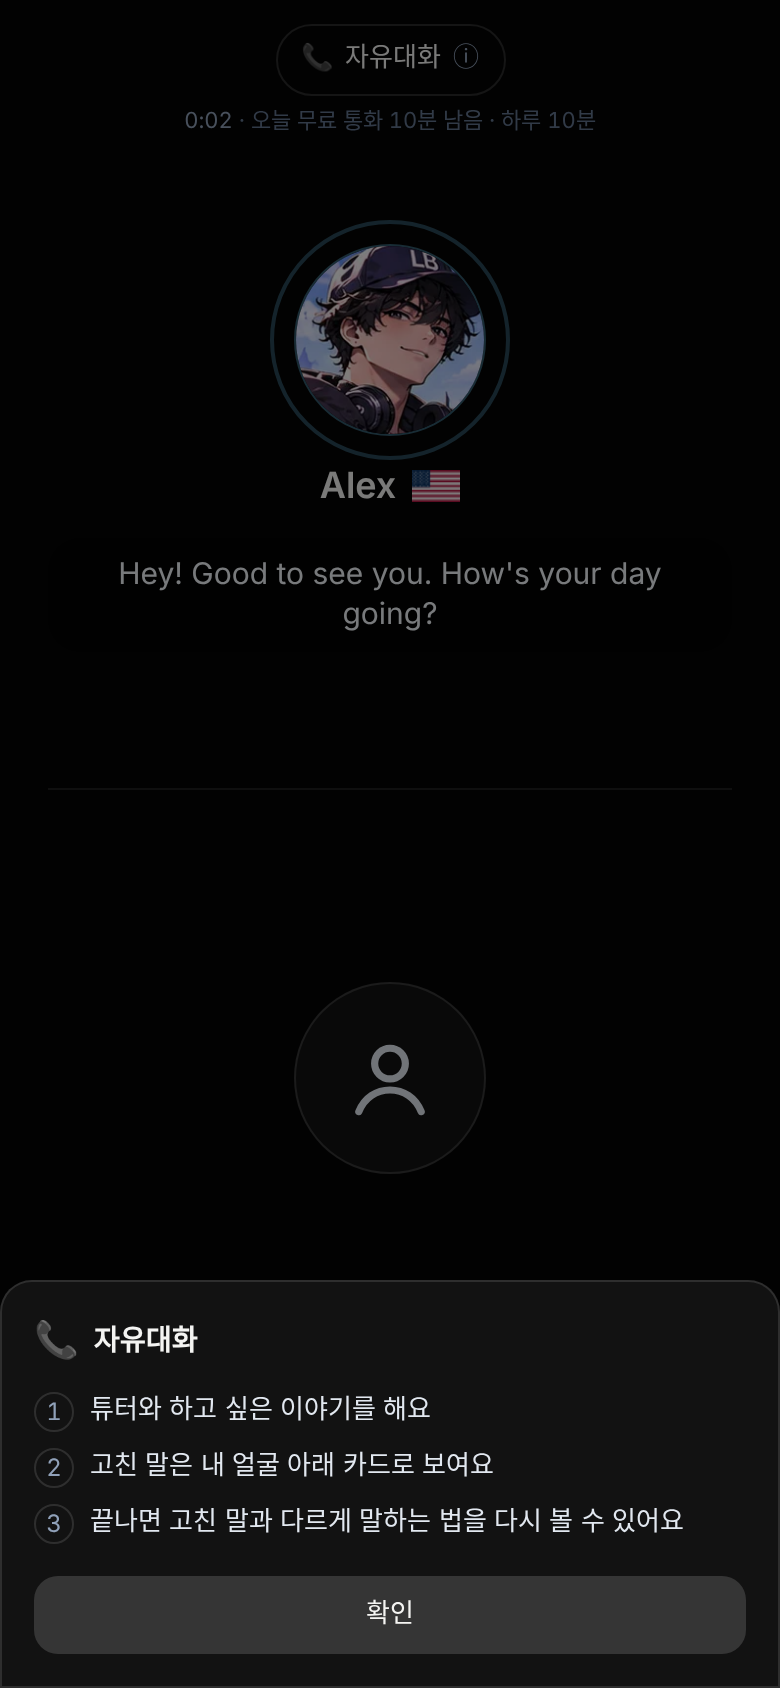 자유대화 ⓘ
0:02 · 오늘 무료 통화 10분 남음 · 하루 10분
LB
Alex
Hey! Good to see you. How's your day
going?
자유대화
1 튜터와 하고 싶은 이야기를 해요
2 고친 말은 내 얼굴 아래 카드로 보여요
3 끝나면 고친 말과 다르게 말하는 법을 다시 볼 수 있어요
확인